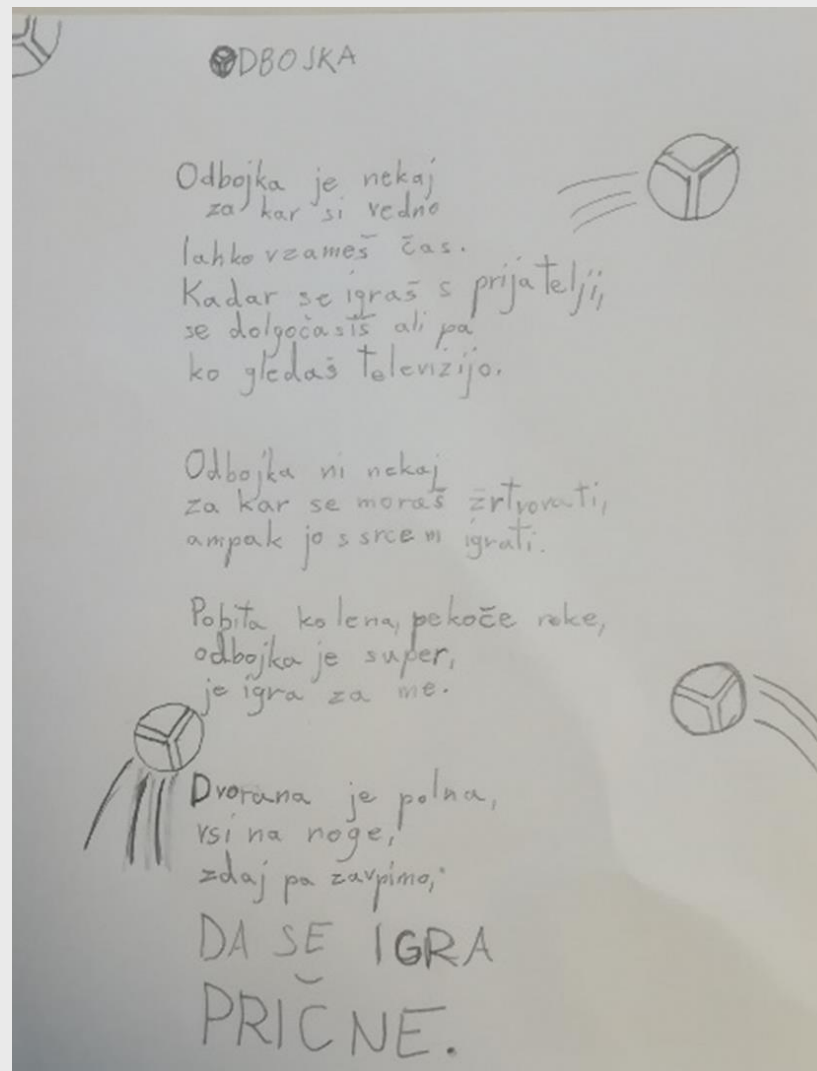 ODBOJKA
Odbojka je nekaj
za kar si vedno
lahko vzameš čas.
Kadar se igraš s prijatelji,
se dolgočasiš ali pa
ko gledaš televizijo.
Odbojka ni nekaj
za kar se moraš žrtvovati,
ampak jo s srcem igrati.
Pobita kolena, pekoče roke,
odbojka je super,
je igra za me.
Dvorana je polna,
vsi na noge,
zdaj pa zavpimo,
DA SE IGRA
PRIČNE.